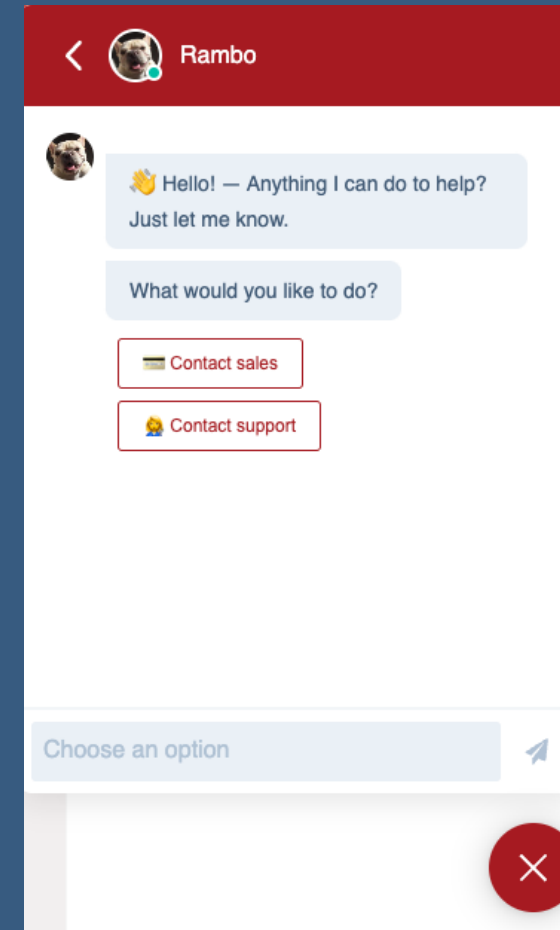 Rambo
👋 Hello! — Anything I can do to help?
Just let me know.
What would you like to do?
💳 Contact sales
🙋 Contact support
Choose an option